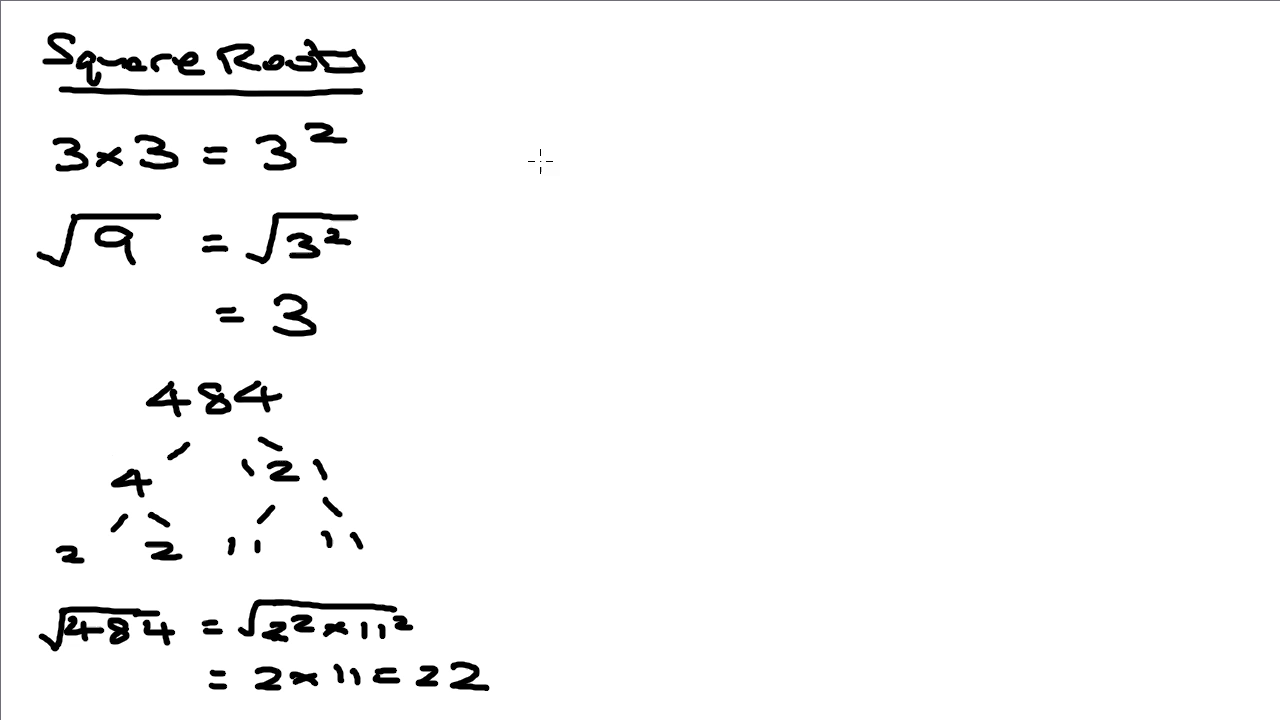 Square Roots
3 × 3 = 3²
√9 = √3²
= 3
484
4 121
2 2 11 11
√484 = √2² × 11²
= 2 × 11 = 22